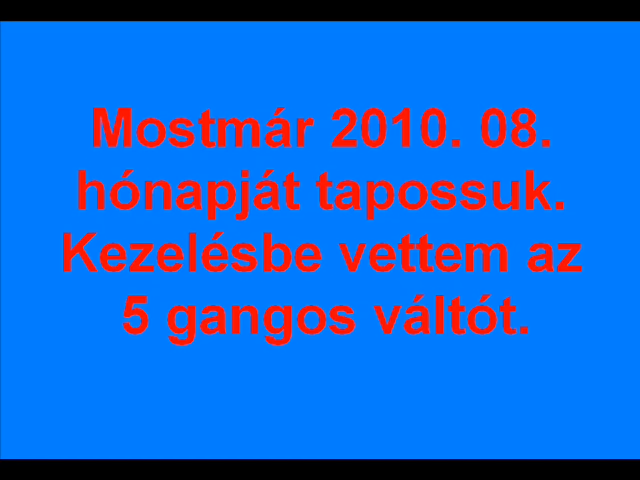 Mostmár 2010. 08.
hónapját tapossuk.
Kezelésbe vettem az
5 gangos váltót.